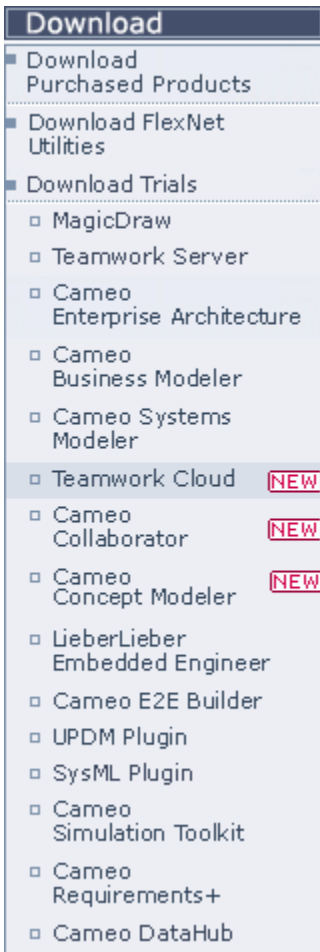 Download
Download
Purchased Products
Download FlexNet
Utilities
Download Trials
MagicDraw
Teamwork Server
Cameo
Enterprise Architecture
Cameo
Business Modeler
Cameo Systems
Modeler
Teamwork Cloud NEW
Cameo
Collaborator NEW
Cameo
Concept Modeler NEW
LieberLieber
Embedded Engineer
Cameo E2E Builder
UPDM Plugin
SysML Plugin
Cameo
Simulation Toolkit
Cameo
Requirements+
Cameo DataHub